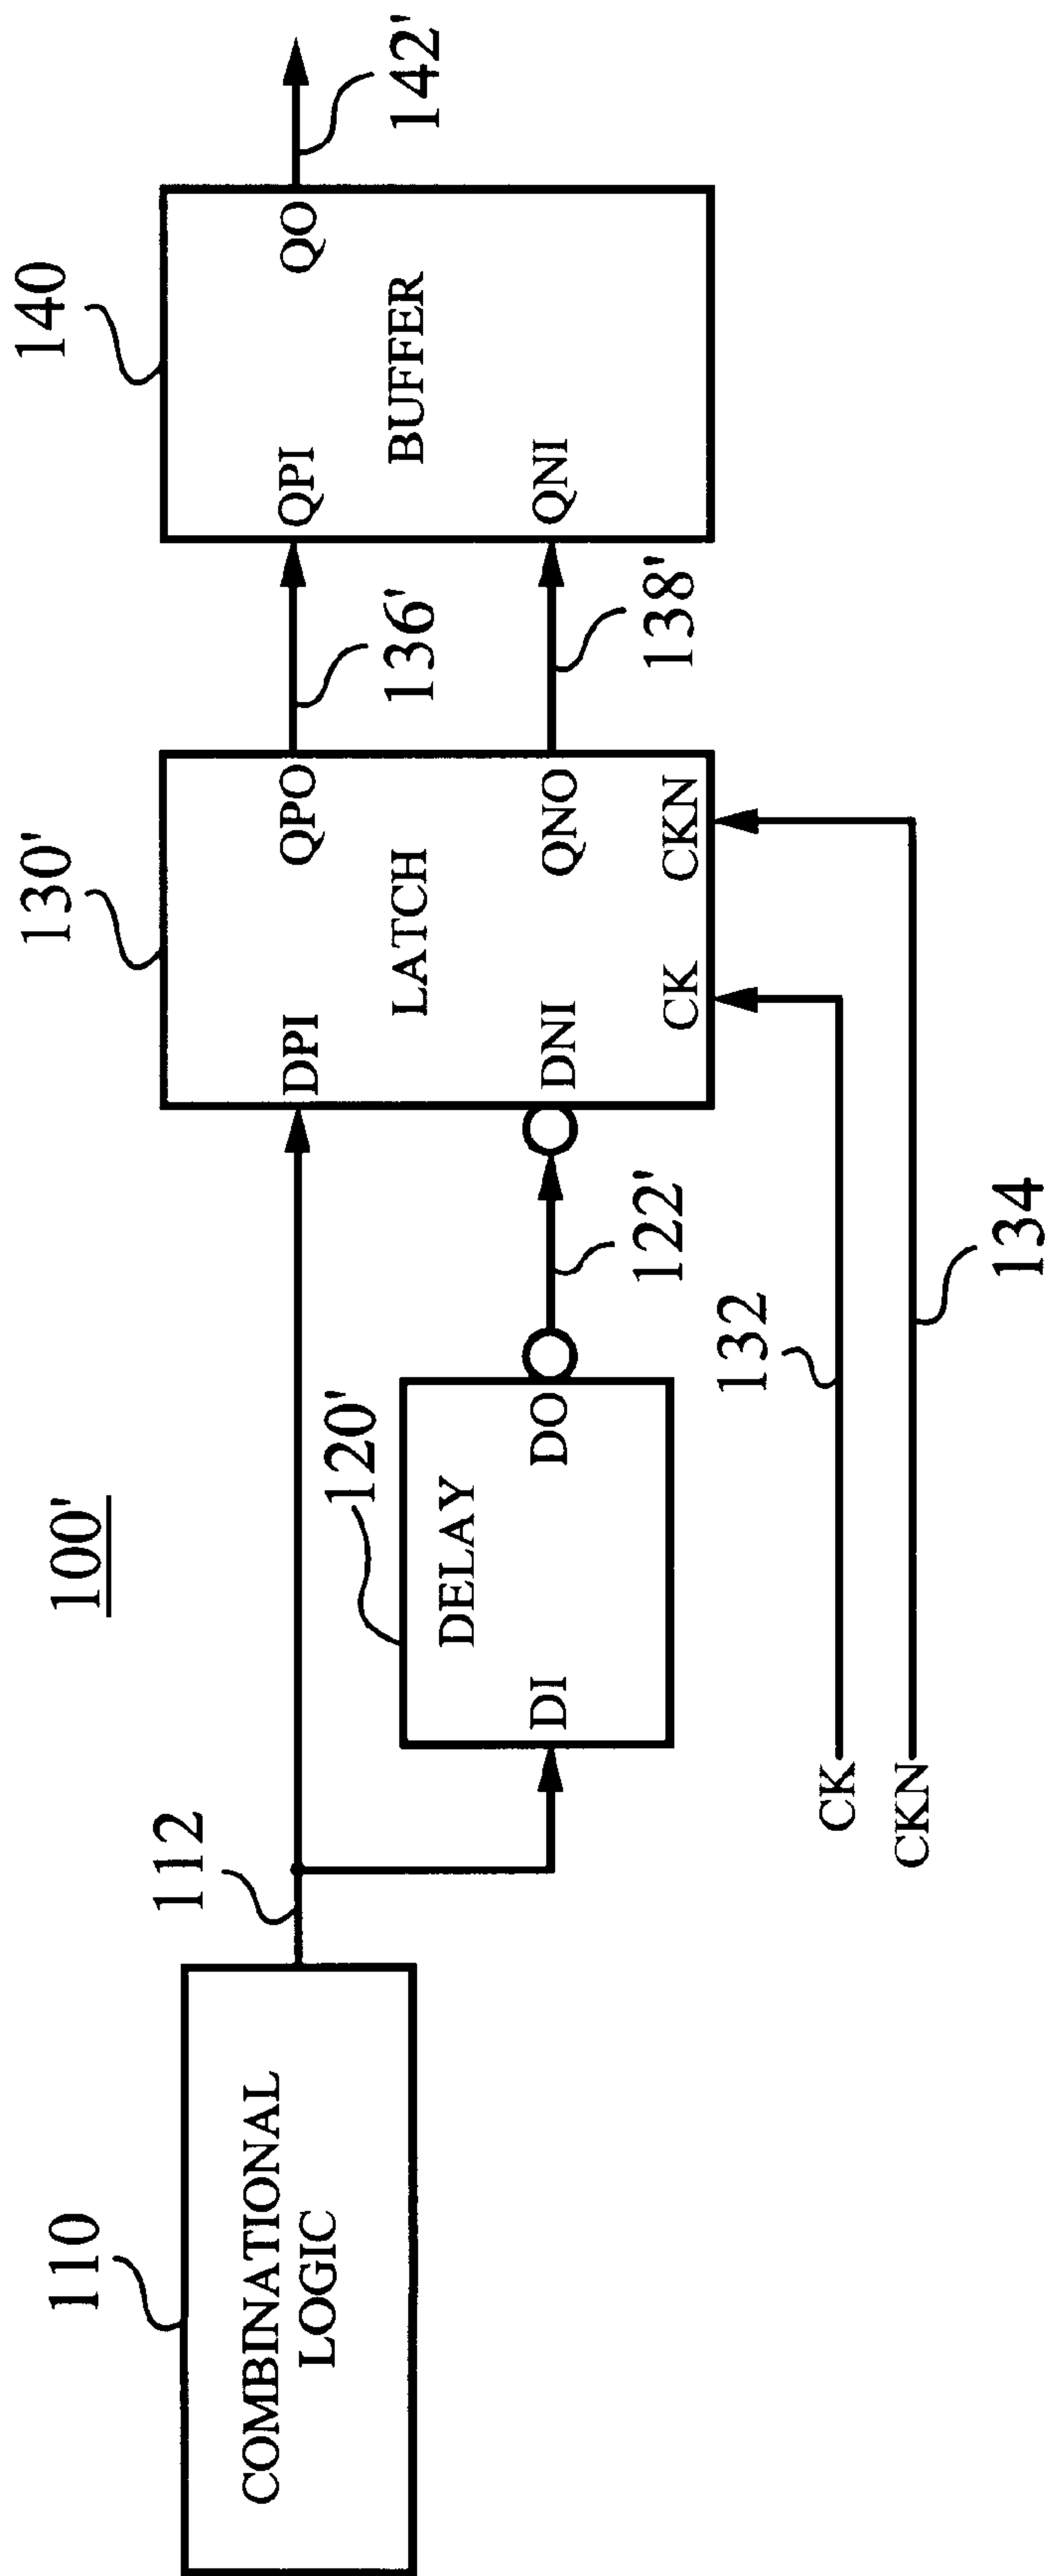 100'
110
COMBINATIONAL
LOGIC
112
120'
DELAY
DI
DO
122'
130'
LATCH
DPI
QPO
DNI
QNO
CK
CKN
136'
138'
140
BUFFER
QPI
QO
QNI
142'
CK
132
CKN
134